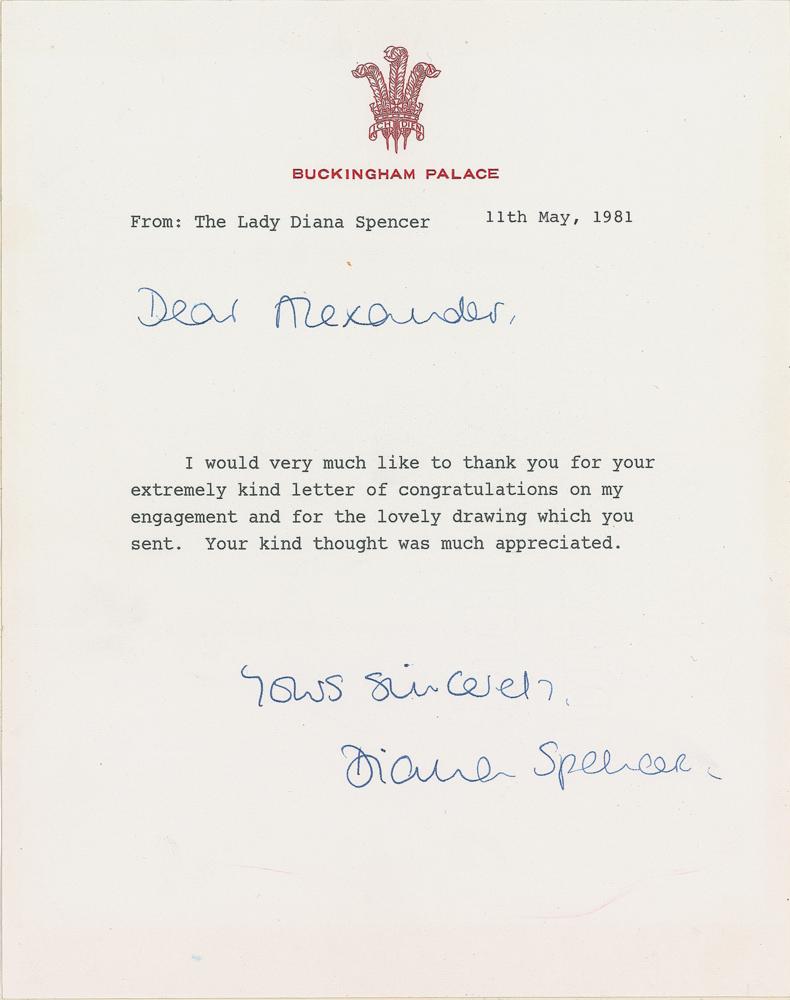 ICH DIEN
BUCKINGHAM PALACE
From: The Lady Diana Spencer 11th May, 1981
Dear Alexander,
I would very much like to thank you for your
extremely kind letter of congratulations on my
engagement and for the lovely drawing which you
sent. Your kind thought was much appreciated.
Yours sincerely,
Diana Spencer.